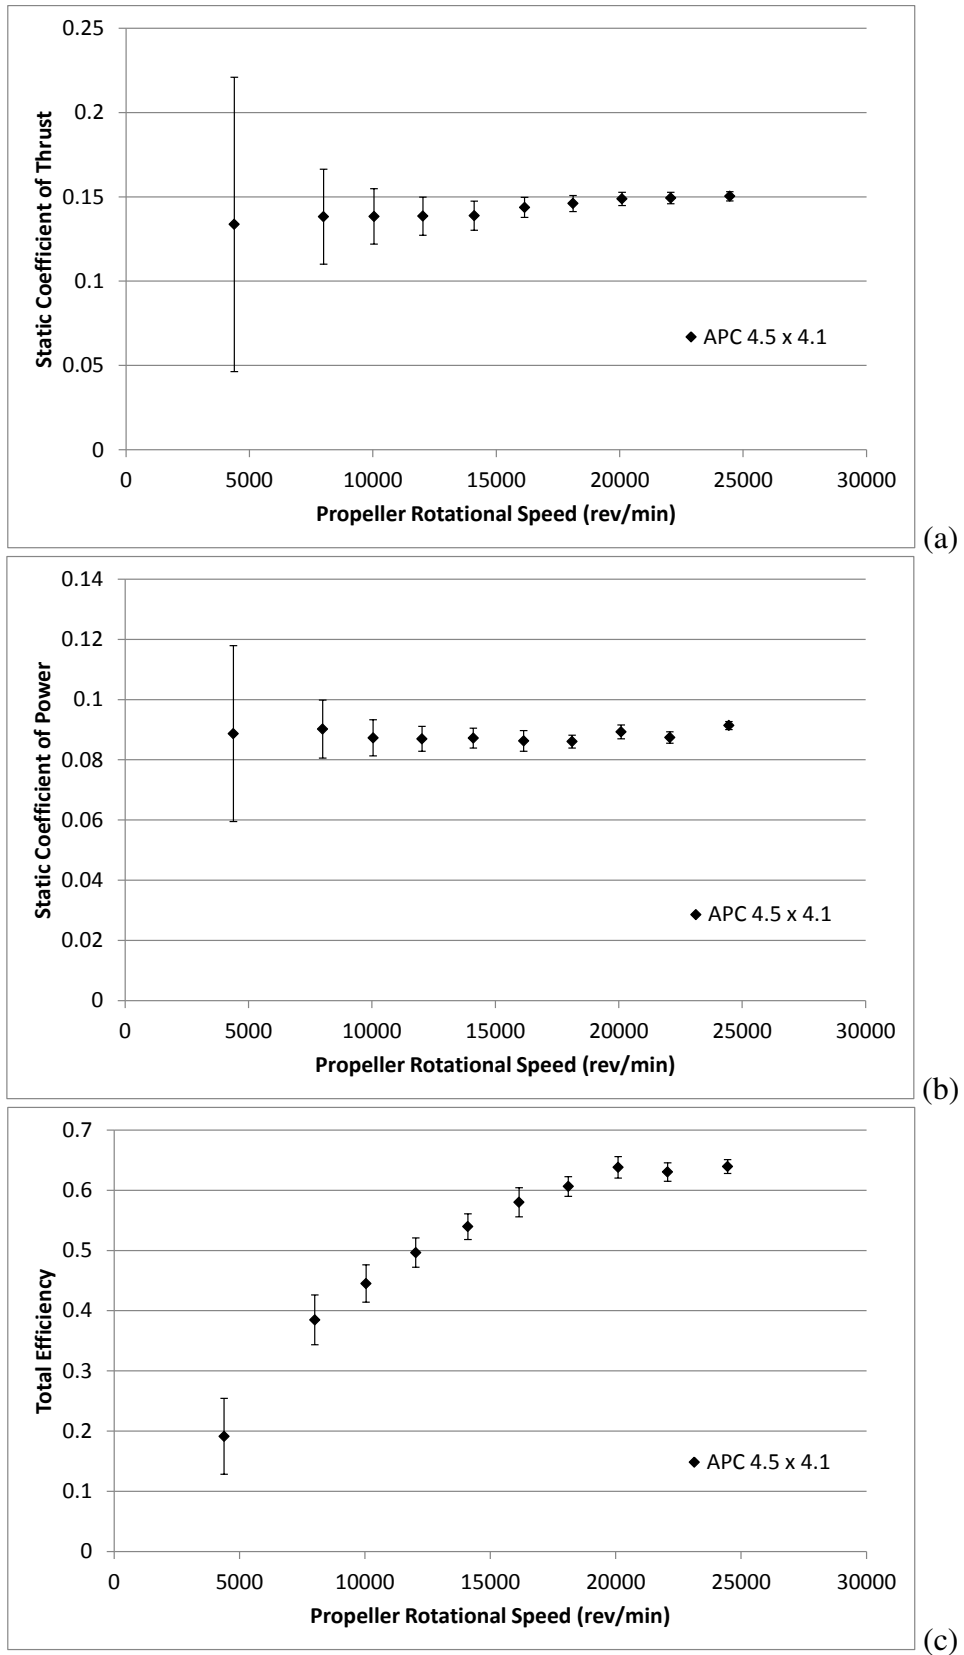 0.25
0.2
0.15
0.1
0.05
0
Static Coefficient of Thrust
APC 4.5 x 4.1
0 5000 10000 15000 20000 25000 30000
Propeller Rotational Speed (rev/min)
(a)
0.14
0.12
0.1
0.08
0.06
0.04
0.02
0
Static Coefficient of Power
APC 4.5 x 4.1
0 5000 10000 15000 20000 25000 30000
Propeller Rotational Speed (rev/min)
(b)
0.7
0.6
0.5
0.4
0.3
0.2
0.1
0
Total Efficiency
APC 4.5 x 4.1
0 5000 10000 15000 20000 25000 30000
Propeller Rotational Speed (rev/min)
(c)